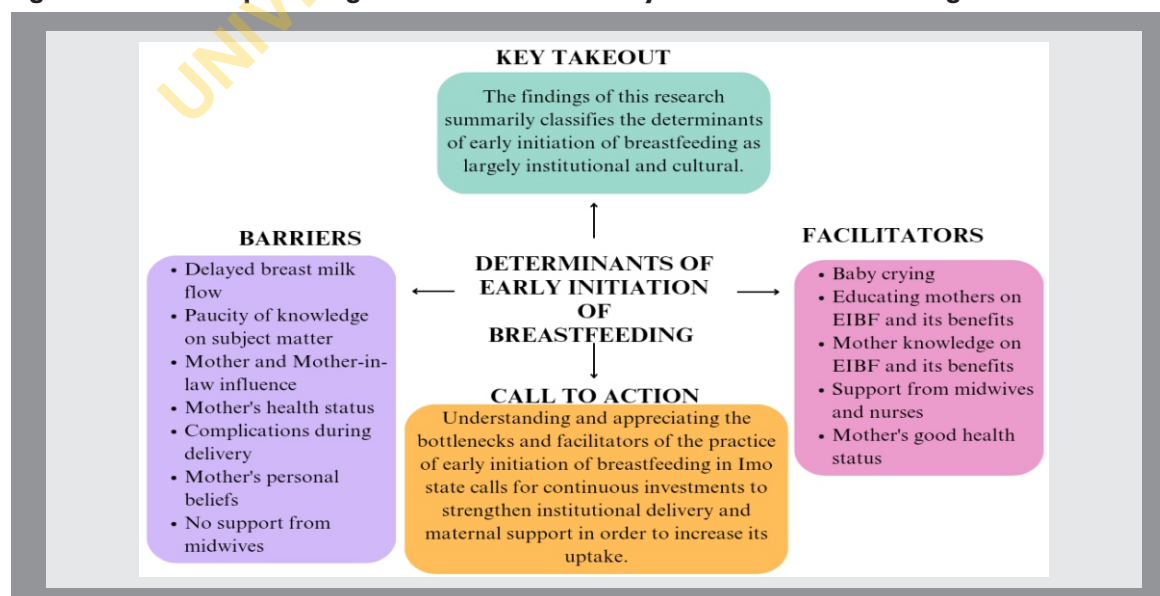 KEY TAKEOUT
The findings of this research
summarily classifies the determinants
of early initiation of breastfeeding as
largely institutional and cultural.
BARRIERS
• Delayed breast milk
flow
• Paucity of knowledge
on subject matter
• Mother and Mother-in-
law influence
• Mother's health status
• Complications during
delivery
• Mother's personal
beliefs
• No support from
midwives
DETERMINANTS OF
EARLY INITIATION
OF
BREASTFEEDING
FACILITATORS
• Baby crying
• Educating mothers on
EIBF and its benefits
• Mother knowledge on
EIBF and its benefits
• Support from midwives
and nurses
• Mother's good health
status
CALL TO ACTION
Understanding and appreciating the
bottlenecks and facilitators of the practice
of early initiation of breastfeeding in Imo
state calls for continuous investments to
strengthen institutional delivery and
maternal support in order to increase its
uptake.